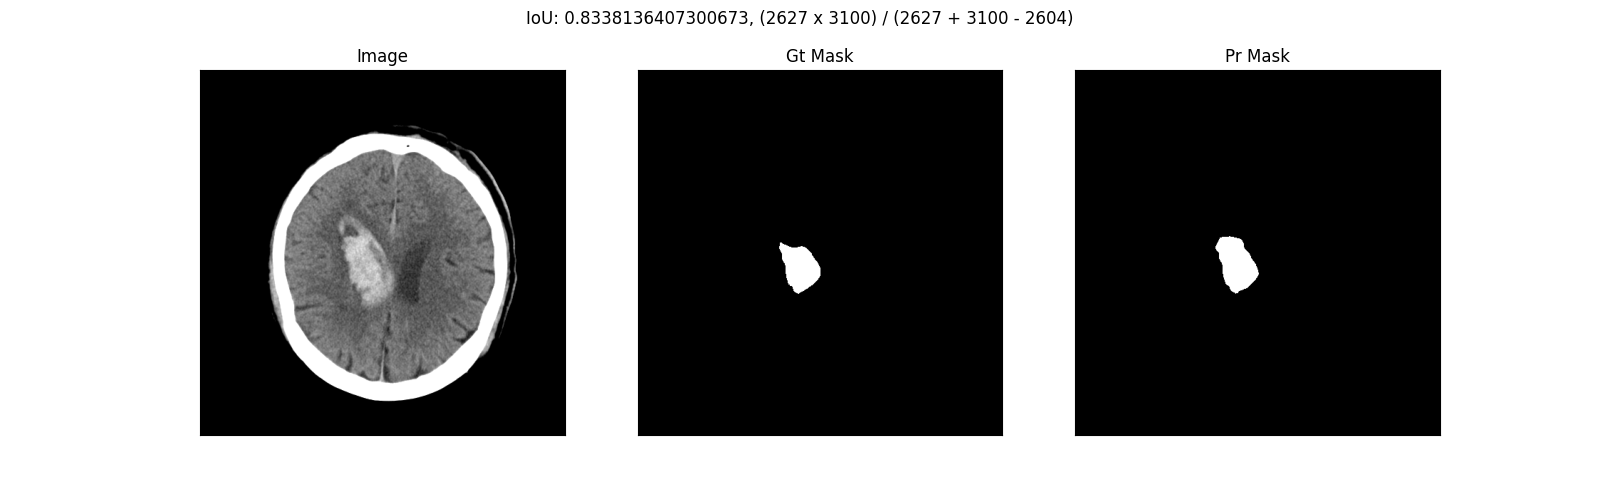 IoU: 0.8338136407300673, (2627 x 3100) / (2627 + 3100 - 2604)
Image
Gt Mask
Pr Mask